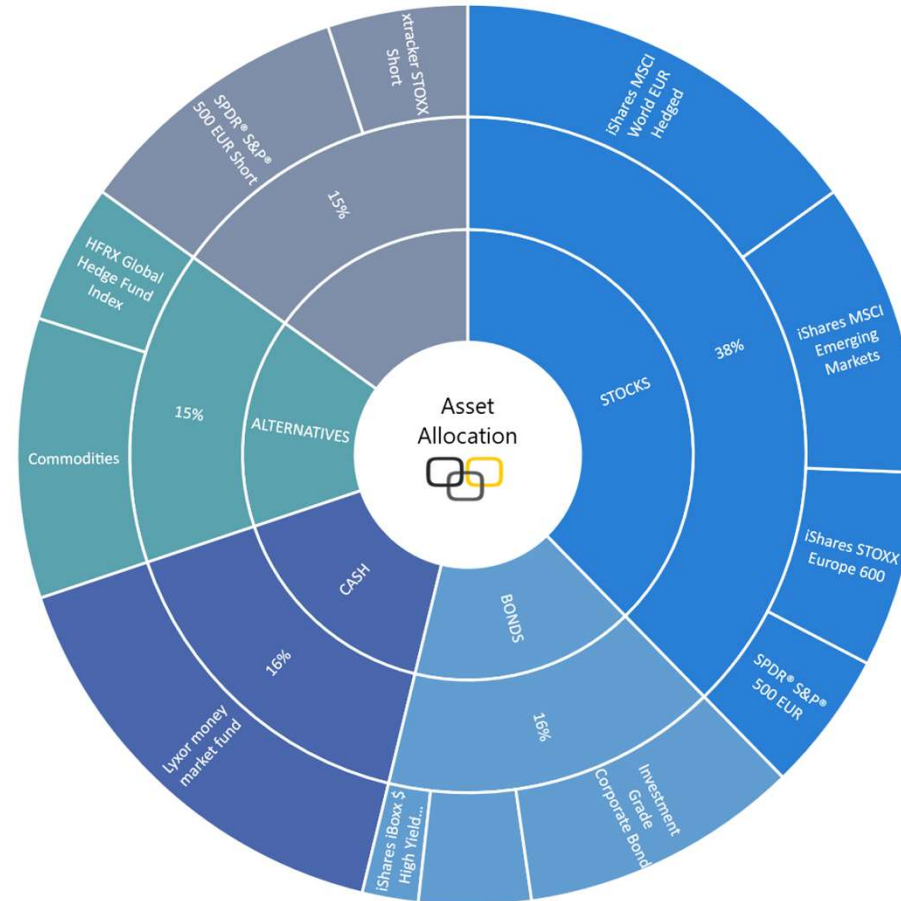 Asset
Allocation
STOCKS
38%
iShares MSCI
World EUR
Hedged
iShares MSCI
Emerging
Markets
iShares STOXX
Europe 600
SPDR® S&P®
500 EUR
BONDS
16%
Investment
Grade
Corporate Bond
iShares iBoxx $
High Yield...
CASH
16%
Lyxor money
market fund
ALTERNATIVES
15%
Commodities
HFRX Global
Hedge Fund
Index
15%
SPDR® S&P®
500 EUR Short
xtracker STOXX
Short